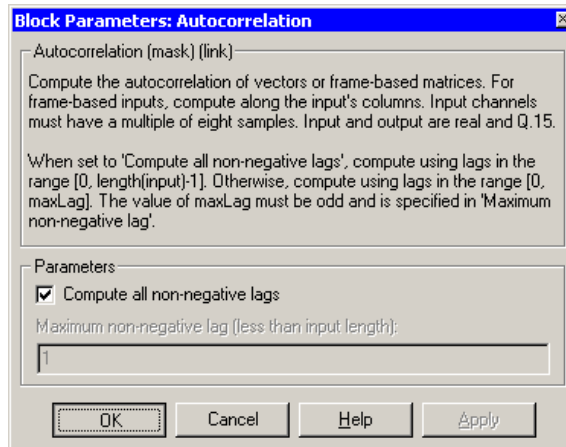 Block Parameters: Autocorrelation
Autocorrelation (mask) (link)
Compute the autocorrelation of vectors or frame-based matrices. For
frame-based inputs, compute along the input's columns. Input channels
must have a multiple of eight samples. Input and output are real and Q.15.
When set to 'Compute all non-negative lags', compute using lags in the
range [0, length(input)-1]. Otherwise, compute using lags in the range [0,
maxLag]. The value of maxLag must be odd and is specified in 'Maximum
non-negative lag'.
Parameters
Compute all non-negative lags
Maximum non-negative lag (less than input length):
1
OK Cancel Help Apply